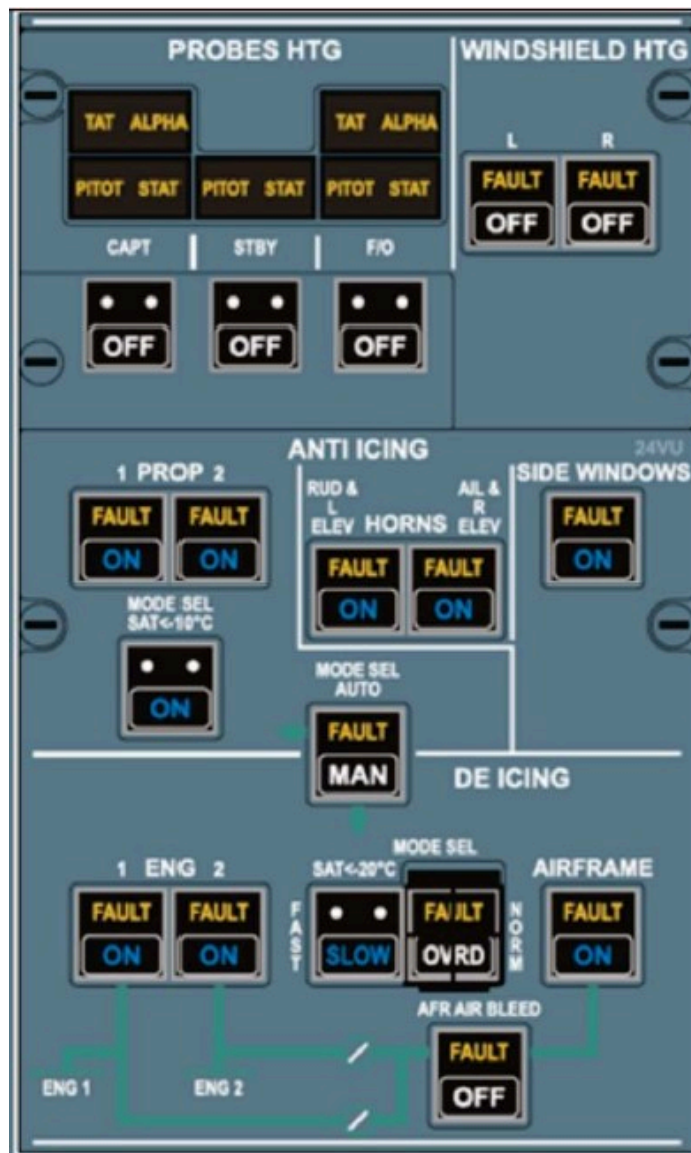 PROBES HTG
WINDSHIELD HTG
TAT ALPHA
TAT ALPHA
PITOT STAT
PITOT STAT
PITOT STAT
CAPT
STBY
F/O
L
R
FAULT
FAULT
OFF
OFF
OFF
OFF
OFF
ANTI ICING
24VU
1 PROP 2
FAULT
FAULT
ON
ON
MODE SEL
SAT<-10°C
ON
RUD &
L
ELEV
HORNS
AIL &
R
ELEV
FAULT
FAULT
ON
ON
SIDE WINDOWS
FAULT
ON
MODE SEL
AUTO
FAULT
MAN
DE ICING
1 ENG 2
FAULT
FAULT
ON
ON
MODE SEL
SAT<-20°C
FAST
SLOW
FAULT
OVRD
NORM
AIRFRAME
FAULT
ON
AFR AIR BLEED
FAULT
OFF
ENG 1
ENG 2